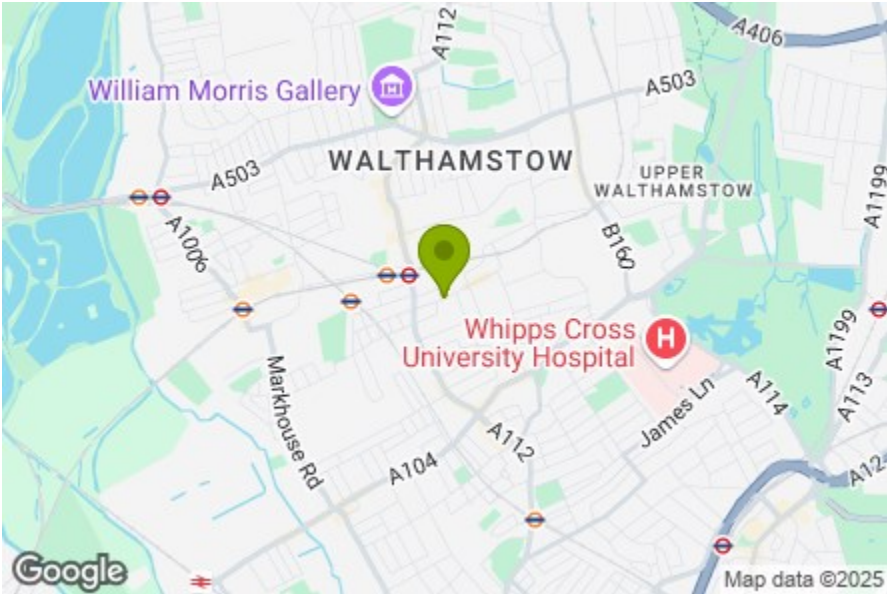 A112
A406
William Morris Gallery
A503
WALTHAMSTOW
A503
UPPER
WALTHAMSTOW
A1199
A1006
B160
Whipps Cross
University Hospital
H
A1199
Markhouse Rd
James Ln
A114
A113
A112
A104
A12
Google
Map data ©2025